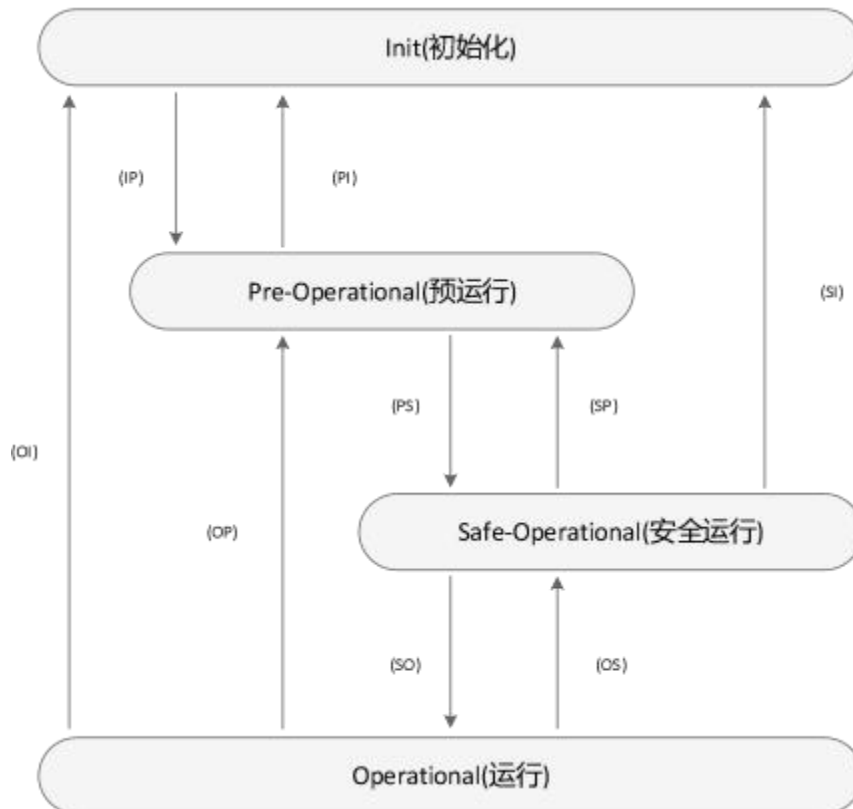 Init(初始化)
(IP)
(PI)
Pre-Operational(预运行)
(SI)
(PS)
(SP)
(OI)
(OP)
Safe-Operational(安全运行)
(SO)
(OS)
Operational(运行)